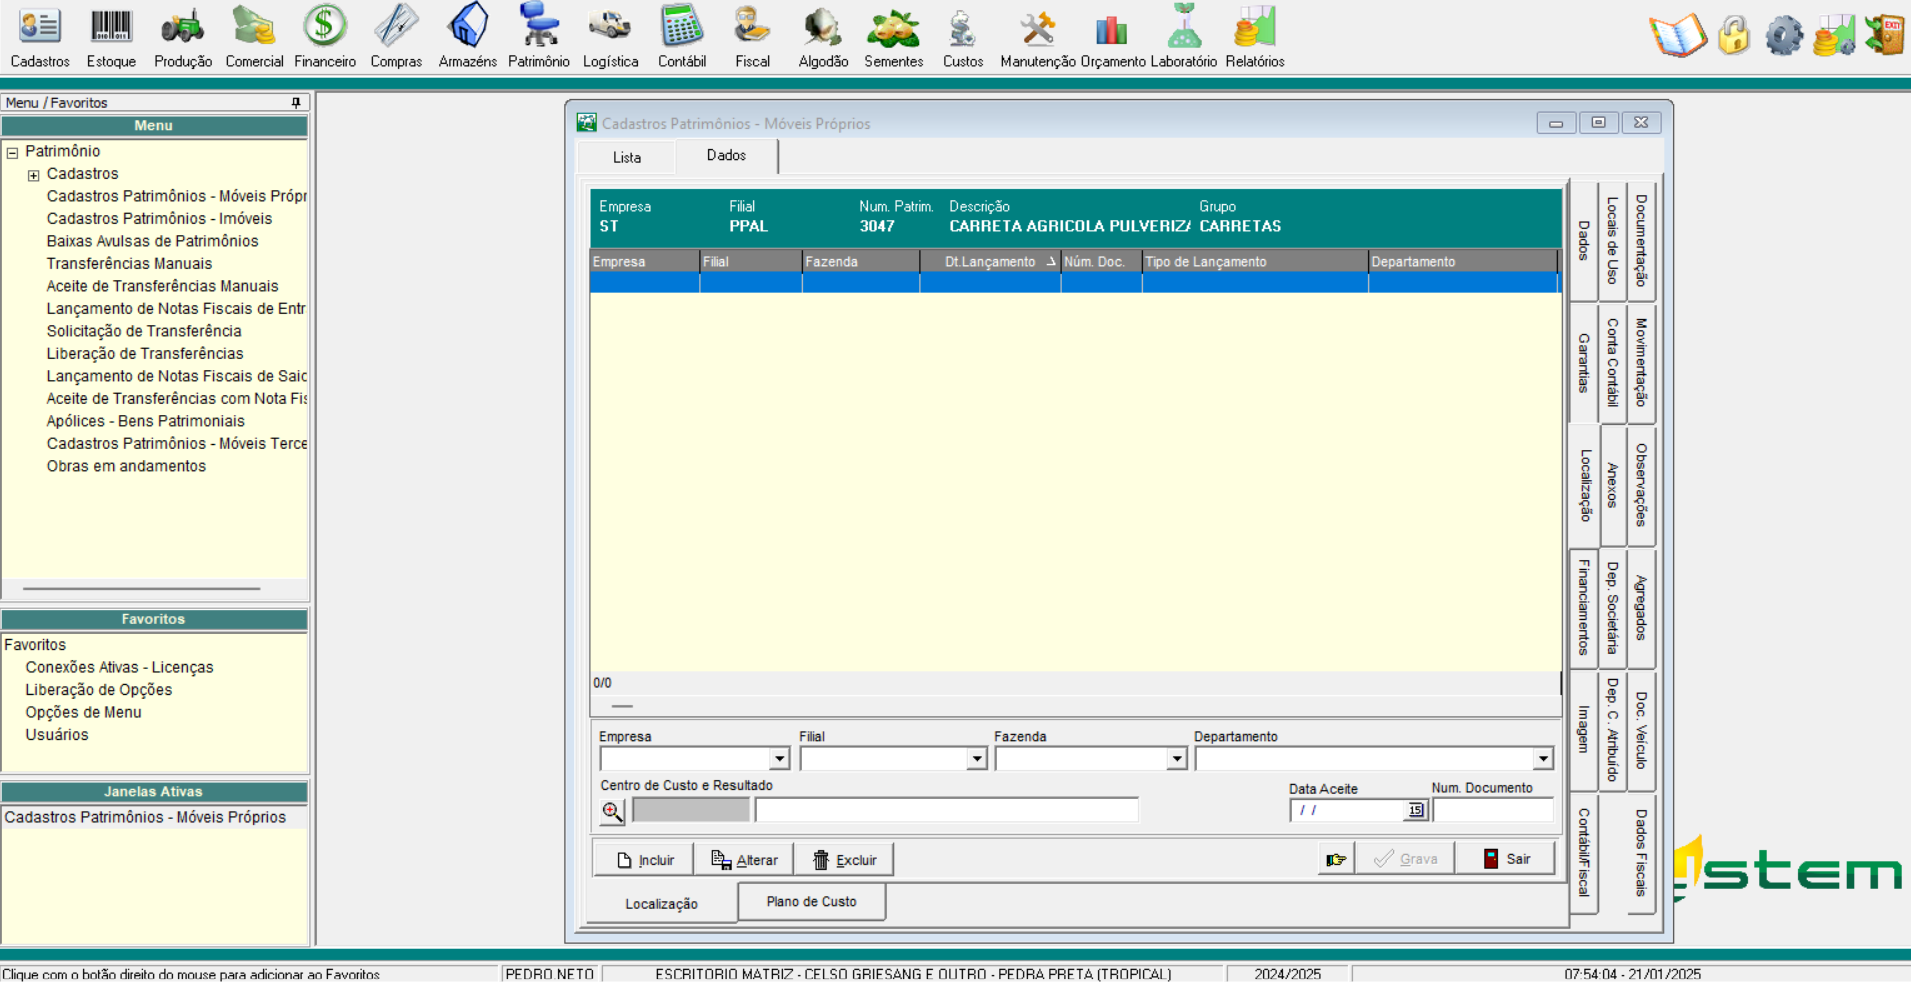 Cadastros Estoque Produção Comercial Financeiro Compras Armazéns Patrimônio Logística Contábil Fiscal Algodão Sementes Custos Manutenção Orçamento Laboratório Relatórios
EXIT
Menu / Favoritos
Menu
Patrimônio
Cadastros
Cadastros Patrimônios - Móveis Própr
Cadastros Patrimônios - Imóveis
Baixas Avulsas de Patrimônios
Transferências Manuais
Aceite de Transferências Manuais
Lançamento de Notas Fiscais de Entr
Solicitação de Transferência
Liberação de Transferências
Lançamento de Notas Fiscais de Saíd
Aceite de Transferências com Nota Fis
Apólices - Bens Patrimoniais
Cadastros Patrimônios - Móveis Terce
Obras em andamentos
Favoritos
Favoritos
Conexões Ativas - Licenças
Liberação de Opções
Opções de Menu
Usuários
Janelas Ativas
Cadastros Patrimônios - Móveis Próprios
Cadastros Patrimônios - Móveis Próprios
Lista Dados
Empresa Filial Num. Patrim. Descrição Grupo
ST PPAL 3047 CARRETA AGRICOLA PULVERIZA CARRETAS
Empresa Filial Fazenda Dt.Lançamento Núm. Doc. Tipo de Lançamento Departamento
0/0
Empresa Filial Fazenda Departamento
Centro de Custo e Resultado Data Aceite Num. Documento
/ / 15
Incluir Alterar Excluir Grava Sair
Localização Plano de Custo
Dados Locais de Uso Documentação
Garantias Conta Contábil Movimentação
Localização Anexos Observações
Financiamentos Dep. Societária Agregados
Imagem Dep. C. Atribuído Doc. Veículo
Contábil/Fiscal Dados Fiscais
stem
Clique com o botão direito do mouse para adicionar ao Favoritos PEDRO.NETO ESCRITORIO MATRIZ - CELSO GRIESANG E OUTRO - PEDRA PRETA (TROPICAL) 2024/2025 07:54:04 - 21/01/2025